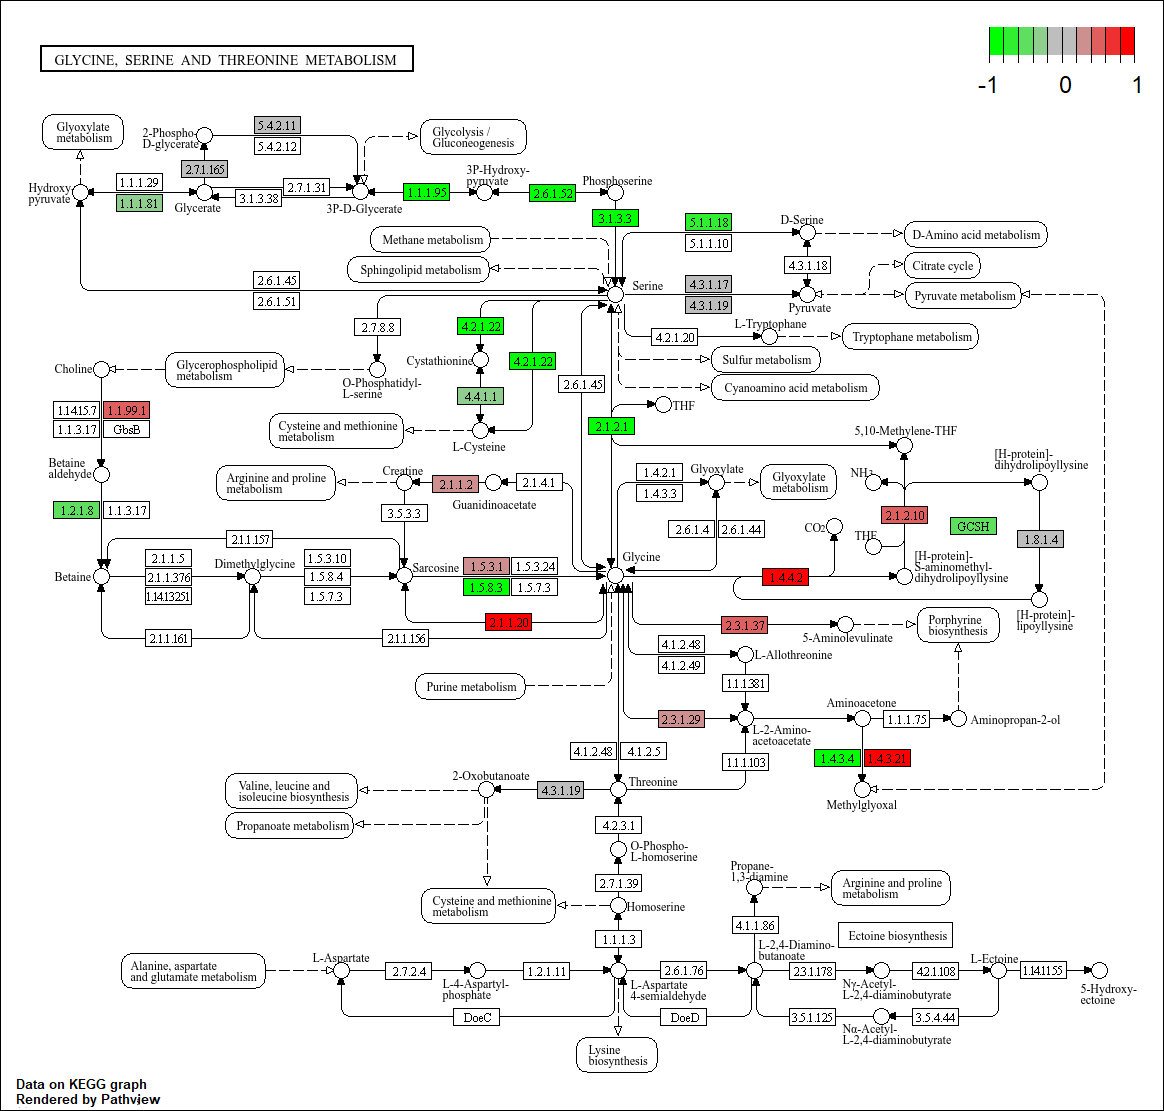 GLYCINE, SERINE AND THREONINE METABOLISM
-1
0
1
Glyoxylate
metabolism
2-Phospho-
D-glycerate
5.4.2.11
5.4.2.12
Glycolysis /
Gluconeogenesis
2.7.1.165
Hydroxy
pyruvate
1.1.1.29
1.1.1.81
Glycerate
2.7.1.31
3.1.3.38
3P-D-Glycerate
1.1.1.95
3P-Hydroxy-
pyruvate
2.6.1.52
Phosphoserine
3.1.3.3
5.1.1.18
5.1.1.10
D-Serine
D-Amino acid metabolism
Methane metabolism
Sphingolipid metabolism
4.3.1.18
Citrate cycle
2.6.1.45
2.6.1.51
Serine
4.3.1.17
4.3.1.19
Pyruvate
Pyruvate metabolism
2.7.8.8
4.2.1.22
4.2.1.20
L-Tryptophane
Tryptophane metabolism
Cystathionine
4.2.1.22
Sulfur metabolism
Choline
Glycerophospholipid
metabolism
O-Phosphatidyl-
L-serine
2.6.1.45
Cyanoamino acid metabolism
4.4.1.1
THF
1.14.15.7
1.1.99.1
1.1.3.17
GbsB
Cysteine and methionine
metabolism
L-Cysteine
2.1.2.1
5,10-Methylene-THF
Betaine
aldehyde
Arginine and proline
metabolism
Creatine
2.1.1.2
Guanidinoacetate
2.1.4.1
1.4.2.1
1.4.3.3
Glyoxylate
Glyoxylate
metabolism
NH3
[H-protein]-
dihydrolipoyllysine
1.2.1.8
1.1.3.17
3.5.3.3
2.6.1.4
2.6.1.44
CO2
2.1.2.10
GCSH
1.8.1.4
THF
2.1.1.157
Betaine
2.1.1.5
2.1.1.376
1.14.13.251
Dimethylglycine
1.5.3.10
1.5.8.4
1.5.7.3
Sarcosine
1.5.3.1
1.5.3.24
1.5.8.3
1.5.7.3
Glycine
1.4.4.2
[H-protein]-
S-aminomethyl-
dihydrolipoyllysine
[H-protein]-
lipoyllysine
2.1.1.20
2.1.1.161
2.1.1.156
2.3.1.37
5-Aminolevulinate
Porphyrine
biosynthesis
4.1.2.48
4.1.2.49
L-Allothreonine
1.1.1.381
Purine metabolism
2.3.1.29
L-2-Amino-
acetoacetate
Aminoacetone
1.1.1.75
Aminopropan-2-ol
4.1.2.48
4.1.2.5
1.1.1.103
1.4.3.4
1.4.3.21
Methylglyoxal
Valine, leucine and
isoleucine biosynthesis
2-Oxobutanoate
4.3.1.19
Threonine
Propanoate metabolism
4.2.3.1
O-Phospho-
L-homoserine
2.7.1.39
Propane-
1,3-diamine
Arginine and proline
metabolism
Cysteine and methionine
metabolism
Homoserine
4.1.1.86
Ectoine biosynthesis
1.1.1.3
Alanine, aspartate
and glutamate metabolism
L-Aspartate
2.7.2.4
L-4-Aspartyl-
phosphate
1.2.1.11
L-Aspartate
4-semialdehyde
2.6.1.76
L-2,4-Diamino-
butanoate
2.3.1.178
Nγ-Acetyl-
L-2,4-diaminobutyrate
4.2.1.108
L-Ectoine
1.14.11.55
5-Hydroxy-
ectoine
DoeC
DoeD
3.5.1.125
Nα-Acetyl-
L-2,4-diaminobutyrate
3.5.4.44
Lysine
biosynthesis
Data on KEGG graph
Rendered by Pathview